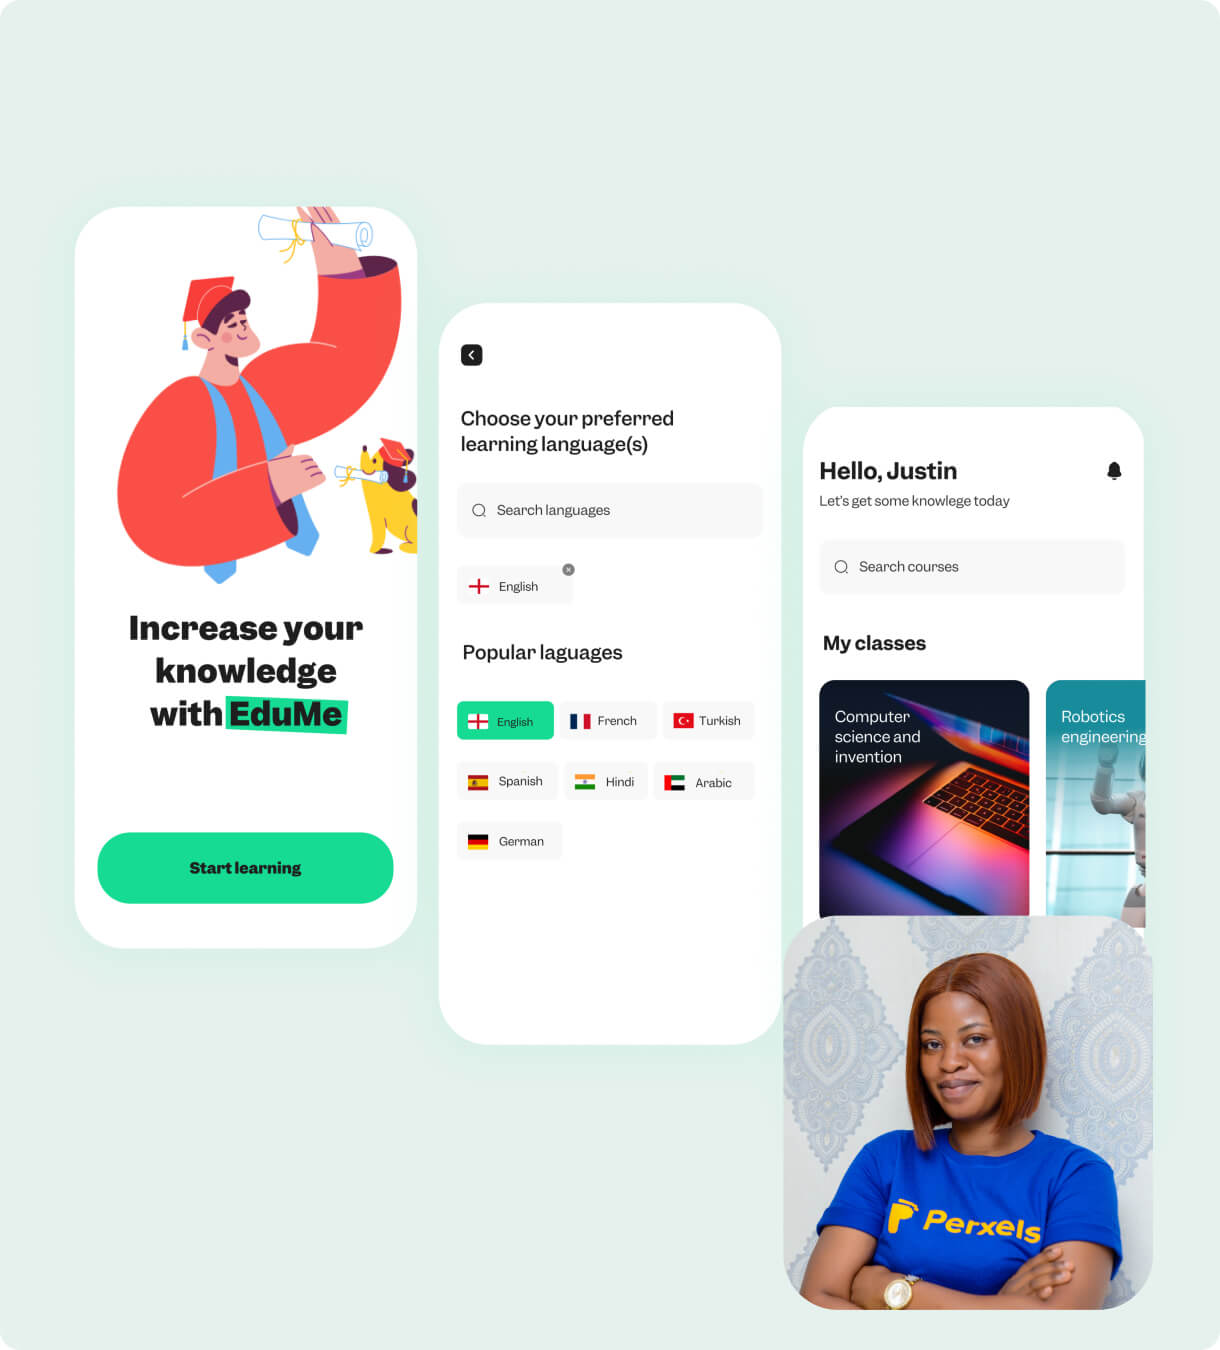 Increase your
knowledge
with EduMe
Start learning
Choose your preferred
learning language(s)
Search languages
English
Popular laguages
English
French
Turkish
Spanish
Hindi
Arabic
German
Hello, Justin
Let's get some knowlege today
Search courses
My classes
Computer
science and
invention
Robotics
engineering
Perxels